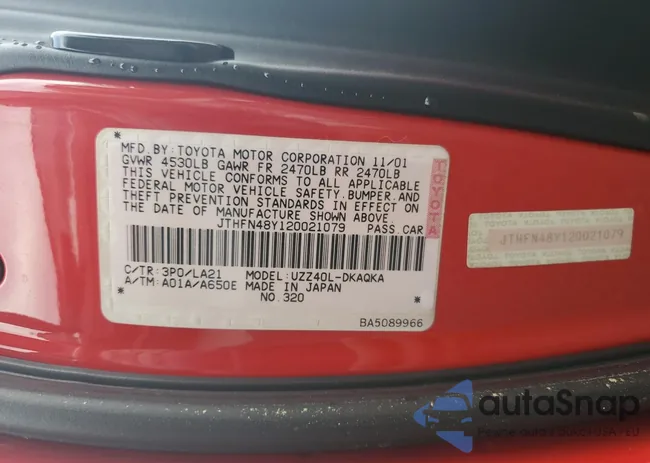 MFD.BY:TOYOTA MOTOR CORPORATION 11/01
GVWR 4530LB GAWR FR 2470LB RR 2470LB
THIS VEHICLE CONFORMS TO ALL APPLICABLE
FEDERAL MOTOR VEHICLE SAFETY,BUMPER,AND
THEFT PREVENTION STANDARDS IN EFFECT ON
THE DATE OF MANUFACTURE SHOWN ABOVE.
JTHFN48Y120021079 PASS.CAR
TOYOTA
C/TR:3P0/LA21 MODEL:UZZ40L-DKAQKA
A/TM:A01A/A650E MADE IN JAPAN
NO.320
BA5089966
JTHFN48Y120021079
autoSnap